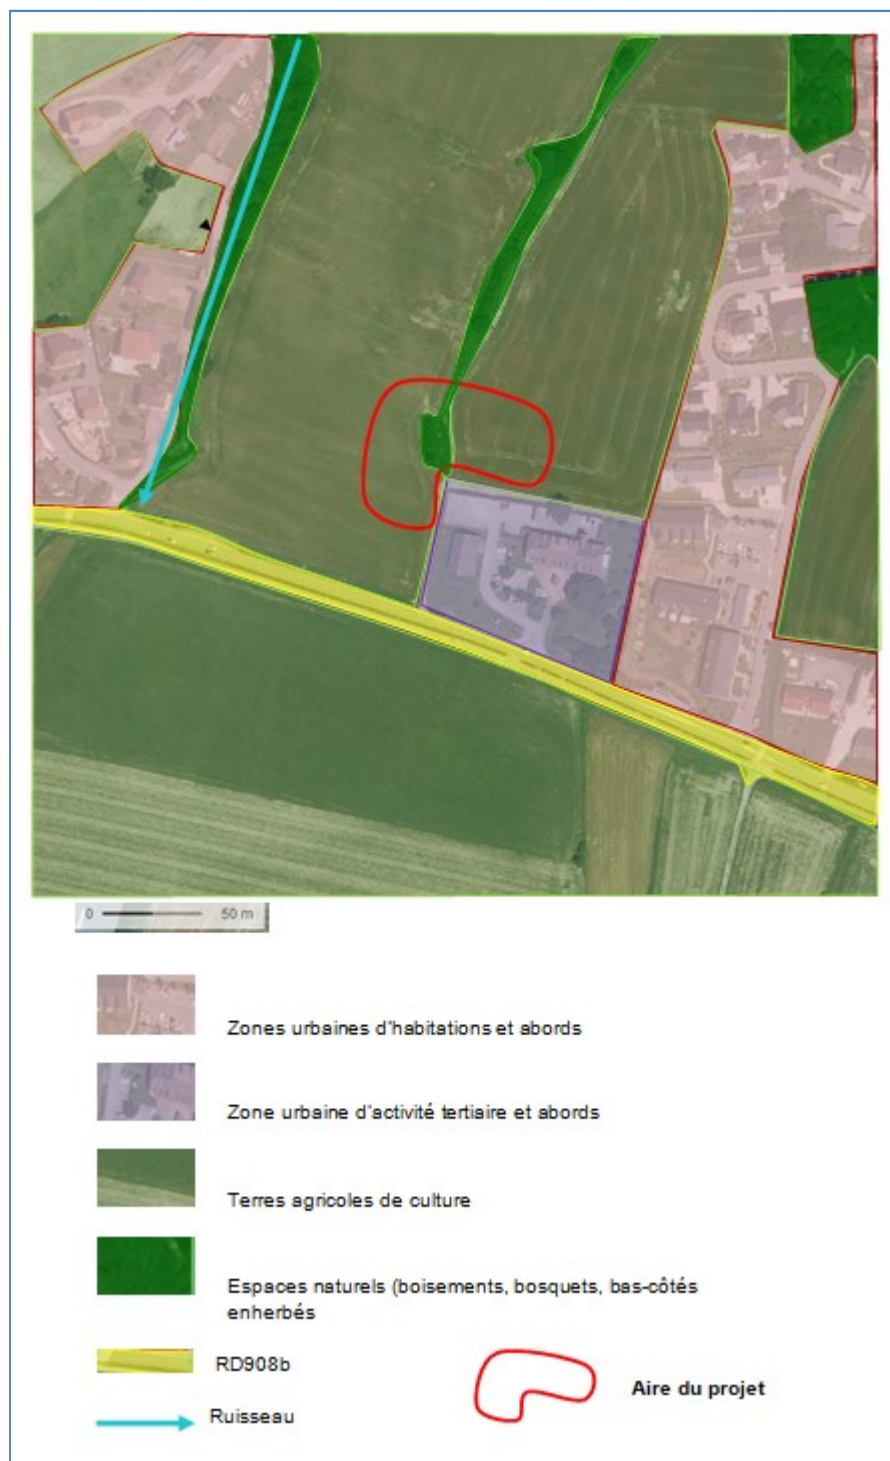 0 50 m
Zones urbaines d'habitations et abords
Zone urbaine d'activité tertiaire et abords
Terres agricoles de culture
Espaces naturels (boisements, bosquets, bas-côtés
enherbés
RD908b
Aire du projet
Ruisseau